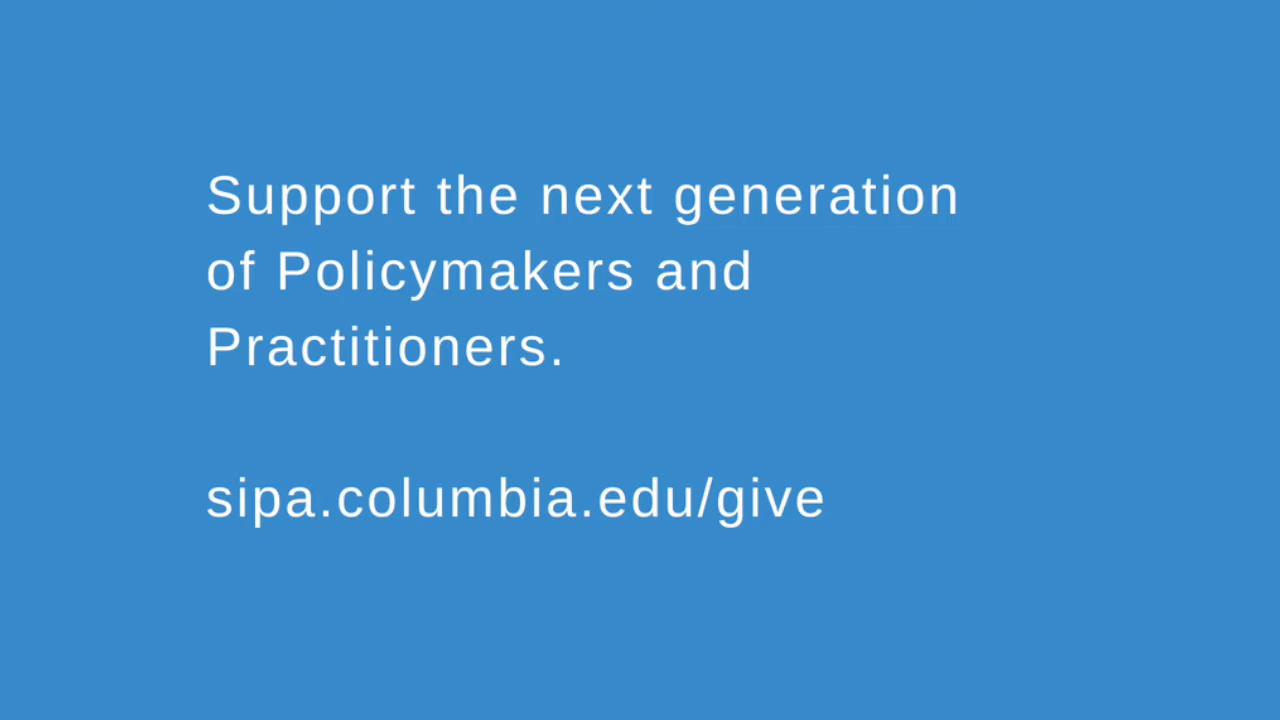 Support the next generation
of Policymakers and
Practitioners.
sipa.columbia.edu/give